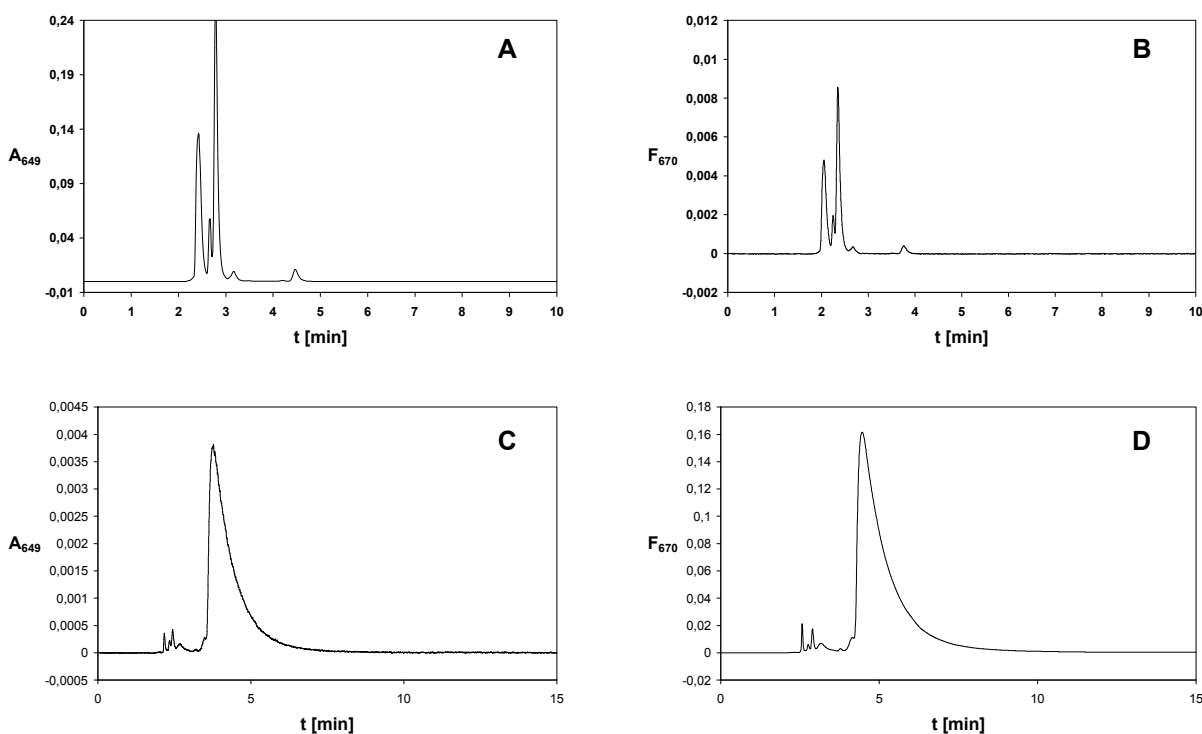 A
0,24
0,19
0,14
A649
0,09
0,04
-0,01
0 1 2 3 4 5 6 7 8 9 10
t [min]
B
0,012
0,01
0,008
0,006
F670
0,004
0,002
0
-0,002
0 1 2 3 4 5 6 7 8 9 10
t [min]
C
0,0045
0,004
0,0035
0,003
0,0025
A649
0,002
0,0015
0,001
0,0005
0
-0,0005
0 5 10 15
t [min]
D
0,18
0,16
0,14
0,12
0,1
F670
0,08
0,06
0,04
0,02
0
-0,02
0 5 10 15
t [min]